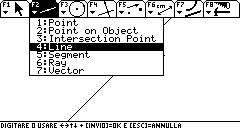 F1 F2 F3 F4 F5 F6 cm F7 F8
1:Point
2:Point on Object
3:Intersection Point
4:Line
5:Segment
6:Ray
7:Vector
DIGITARE O USARE ←→↑↓ + [INVIO]=OK E [ESC]=ANNULLA